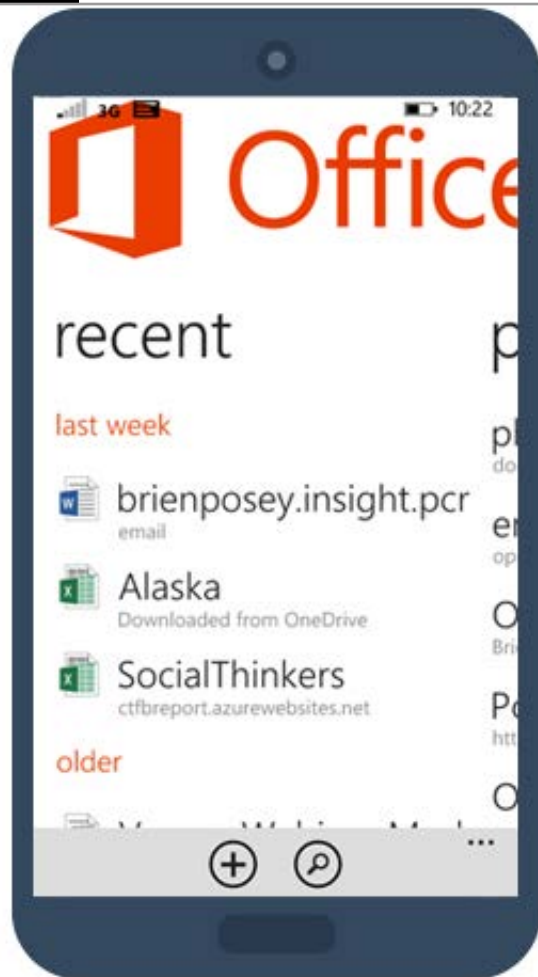 3G 10:22
Office
recent
last week
brienposey.insight.pcr
email
Alaska
Downloaded from OneDrive
SocialThinkers
ctfbreport.azurewebsites.net
older